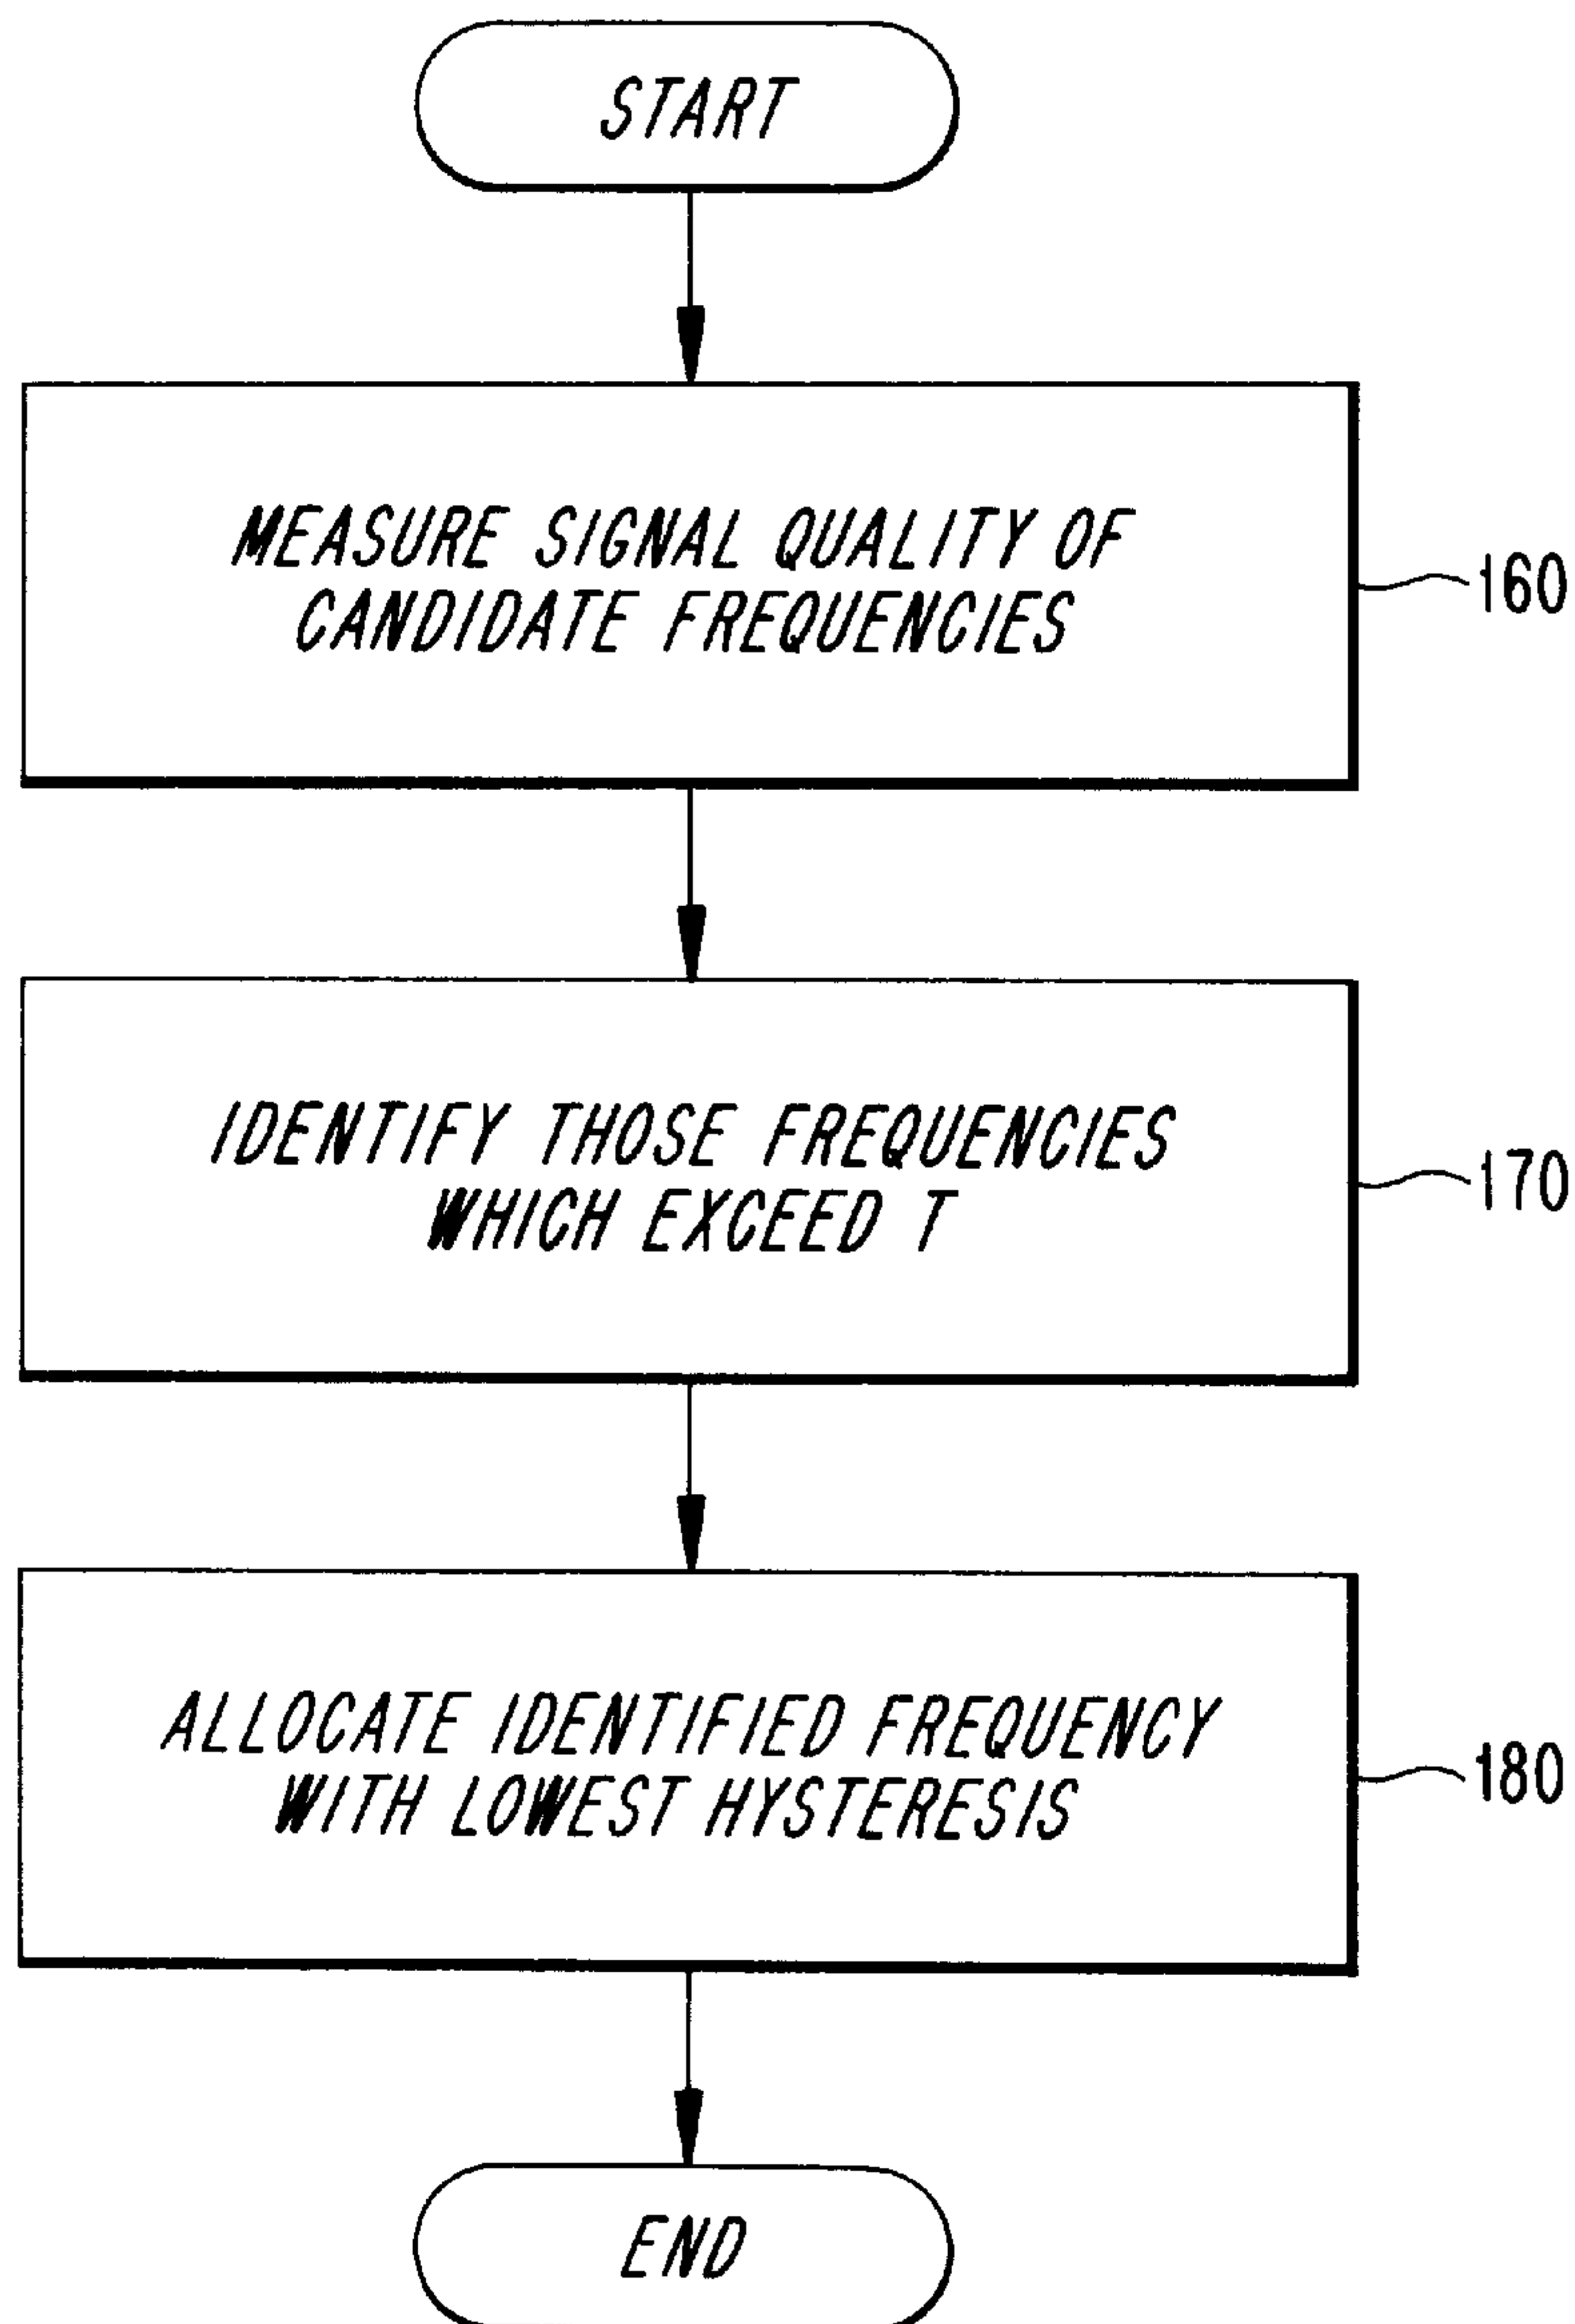 START
MEASURE SIGNAL QUALITY OF
CANDIDATE FREQUENCIES
160
IDENTIFY THOSE FREQUENCIES
WHICH EXCEED T
170
ALLOCATE IDENTIFIED FREQUENCY
WITH LOWEST HYSTERESIS
180
END